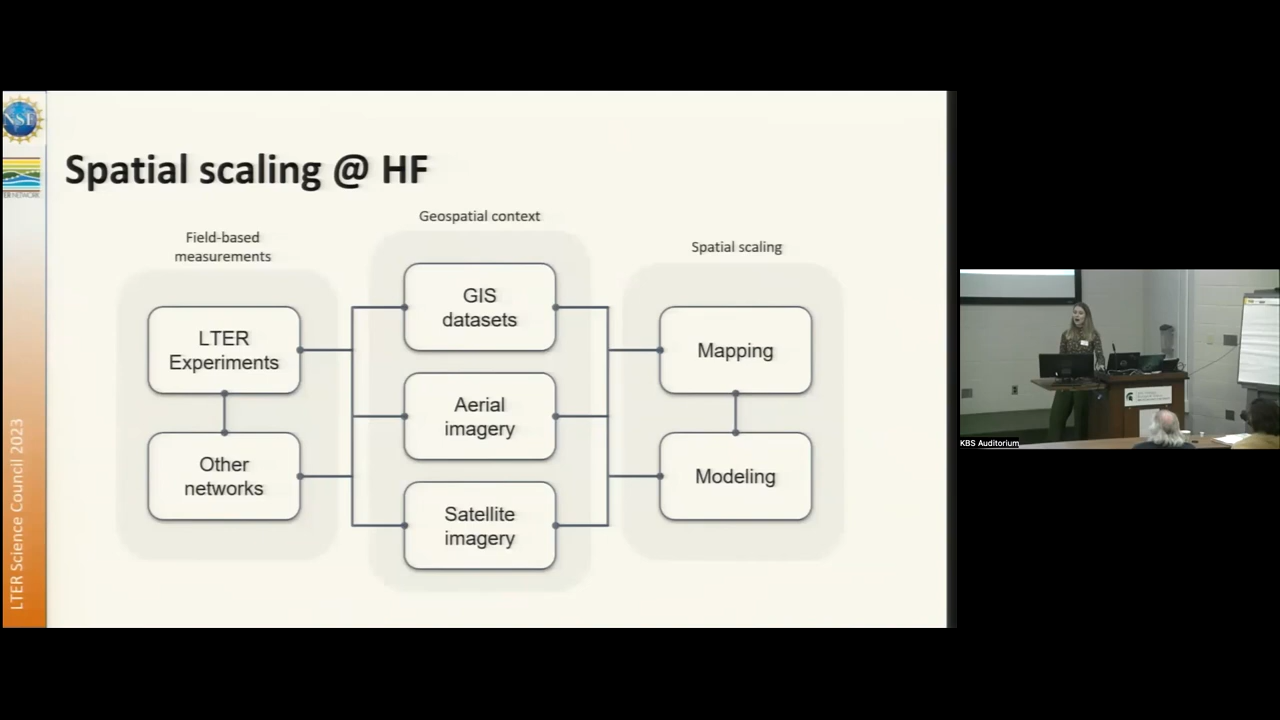 NSF
LTER Science Council 2023
Spatial scaling @ HF
Field-based
measurements
LTER
Experiments
Other
networks
Geospatial context
GIS
datasets
Aerial
imagery
Satellite
imagery
Spatial scaling
Mapping
Modeling
KBS Auditorium